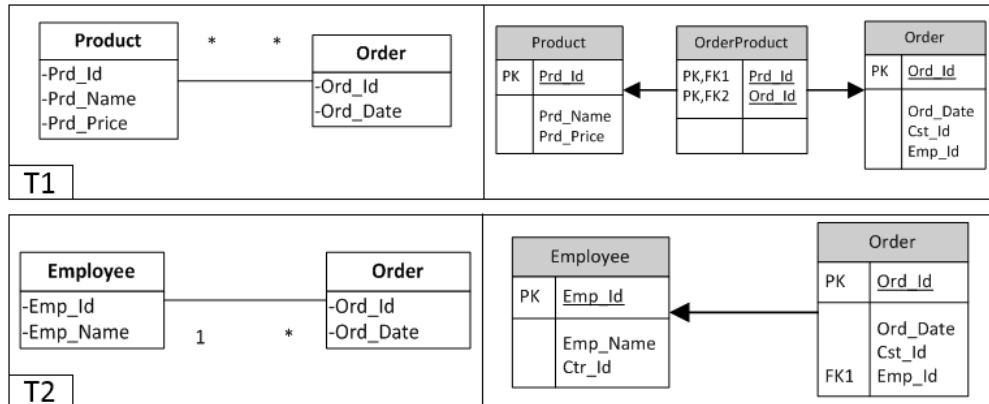 Product
-Prd_Id
-Prd_Name
-Prd_Price
* *
Order
-Ord_Id
-Ord_Date
Product
PK Prd_Id
Prd_Name
Prd_Price
OrderProduct
PK,FK1 Prd_Id
PK,FK2 Ord_Id
Order
PK Ord_Id
Ord_Date
Cst_Id
Emp_Id
T1
Employee
-Emp_Id
-Emp_Name
1 *
Order
-Ord_Id
-Ord_Date
Employee
PK Emp_Id
Emp_Name
Ctr_Id
Order
PK Ord_Id
Ord_Date
Cst_Id
FK1 Emp_Id
T2